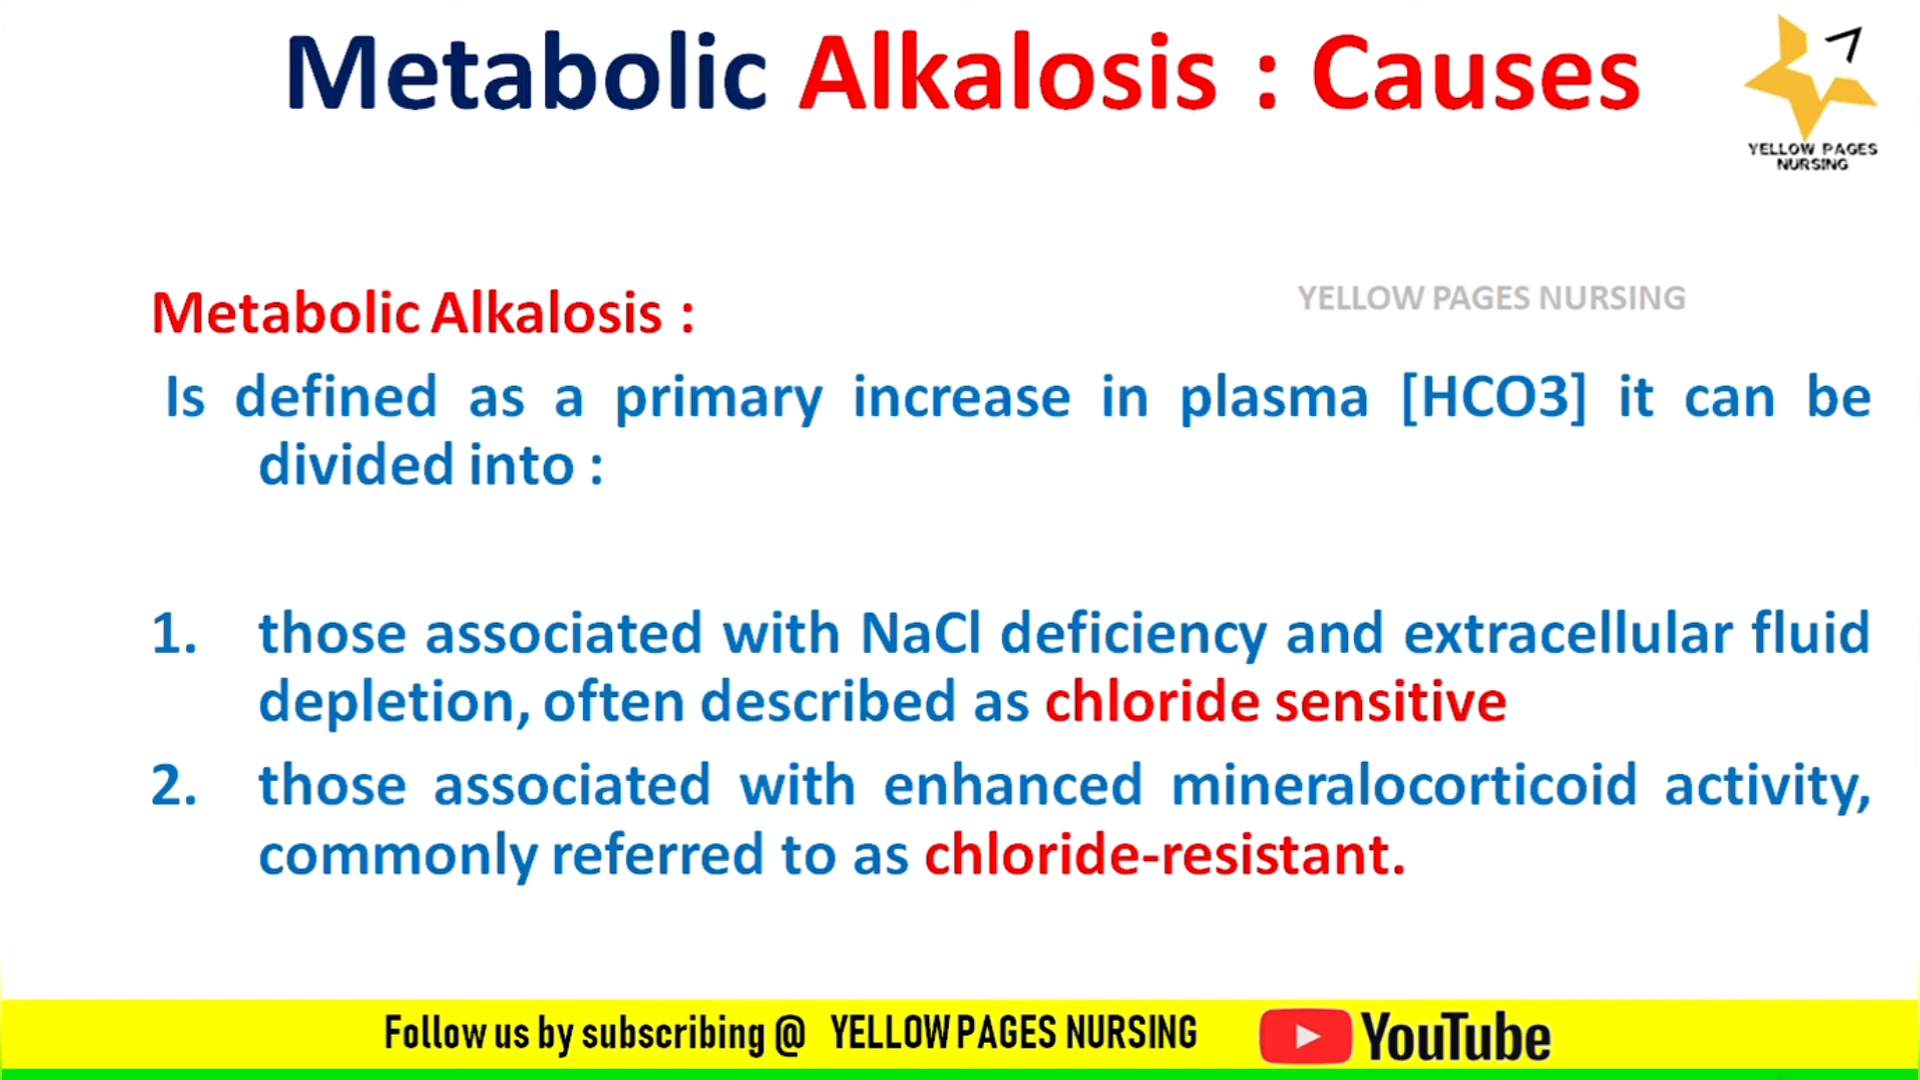 Metabolic Alkalosis : Causes
YELLOW PAGES
NURSING
Metabolic Alkalosis :
YELLOW PAGES NURSING
Is defined as a primary increase in plasma [HCO3] it can be
divided into :
1. those associated with NaCl deficiency and extracellular fluid
depletion, often described as chloride sensitive
2. those associated with enhanced mineralocorticoid activity,
commonly referred to as chloride-resistant.
Follow us by subscribing @ YELLOW PAGES NURSING YouTube